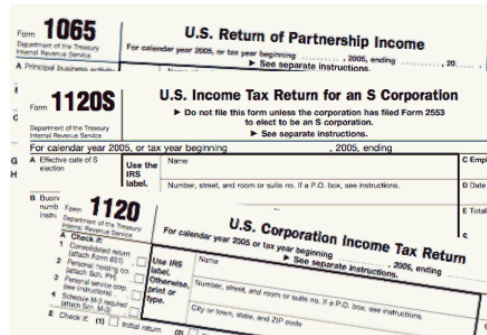 Form 1065
U.S. Return of Partnership Income
Department of the Treasury
Internal Revenue Service
For calendar year 2005, or tax year beginning , 2005, ending , 20
▶ See separate instructions.
A Principal business activity
Form 1120S
U.S. Income Tax Return for an S Corporation
▶ Do not file this form unless the corporation has filed Form 2553
to elect to be an S corporation.
▶ See separate instructions.
Department of the Treasury
Internal Revenue Service
For calendar year 2005, or tax year beginning , 2005, ending
A Effective date of S
election
Use the
IRS
label.
Name
Number, street, and room or suite no. If a P.O. box, see instructions.
C Empl
D Date
E Total
G
H
B Busin
numb
instru
Form 1120
U.S. Corporation Income Tax Return
Department of the Treasury
Internal Revenue Service
For calendar year 2005 or tax year beginning , 2005, ending
▶ See separate instructions.
A Check if:
1 Consolidated return
(attach Form 851)
2 Personal holding co.
(attach Sch. PH)
3 Personal service corp.
(see instructions)
4 Schedule M-3 required
(attach Sch. M-3)
Use IRS
label.
Otherwise,
print or
type.
Name
Number, street, and room or suite no. If a P.O. box, see instructions.
City or town, state, and ZIP code
E Check if: (1) Initial return (2)